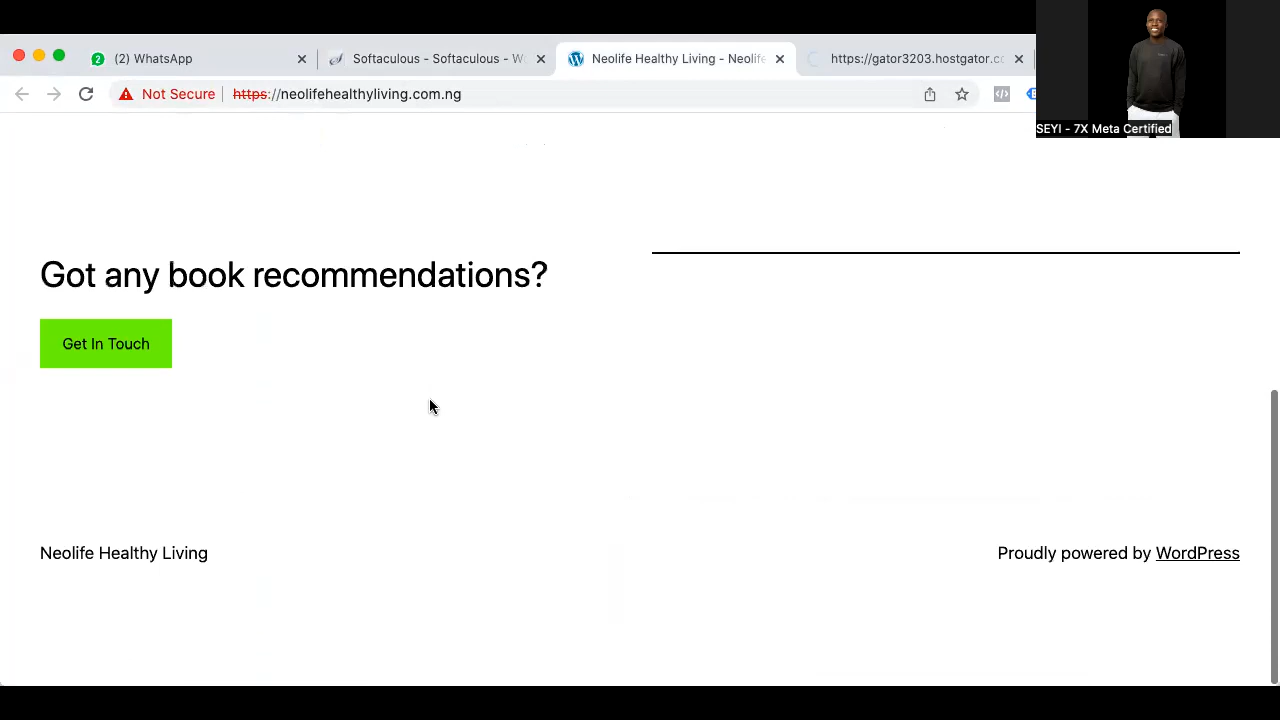 (2) WhatsApp
Softaculous - Softaculous - W
Neolife Healthy Living - Neolife
https://gator3203.hostgator.cc
Not Secure
https://neolifehealthyliving.com.ng
SEYI - 7X Meta Certified
Got any book recommendations?
Get In Touch
Neolife Healthy Living
Proudly powered by WordPress